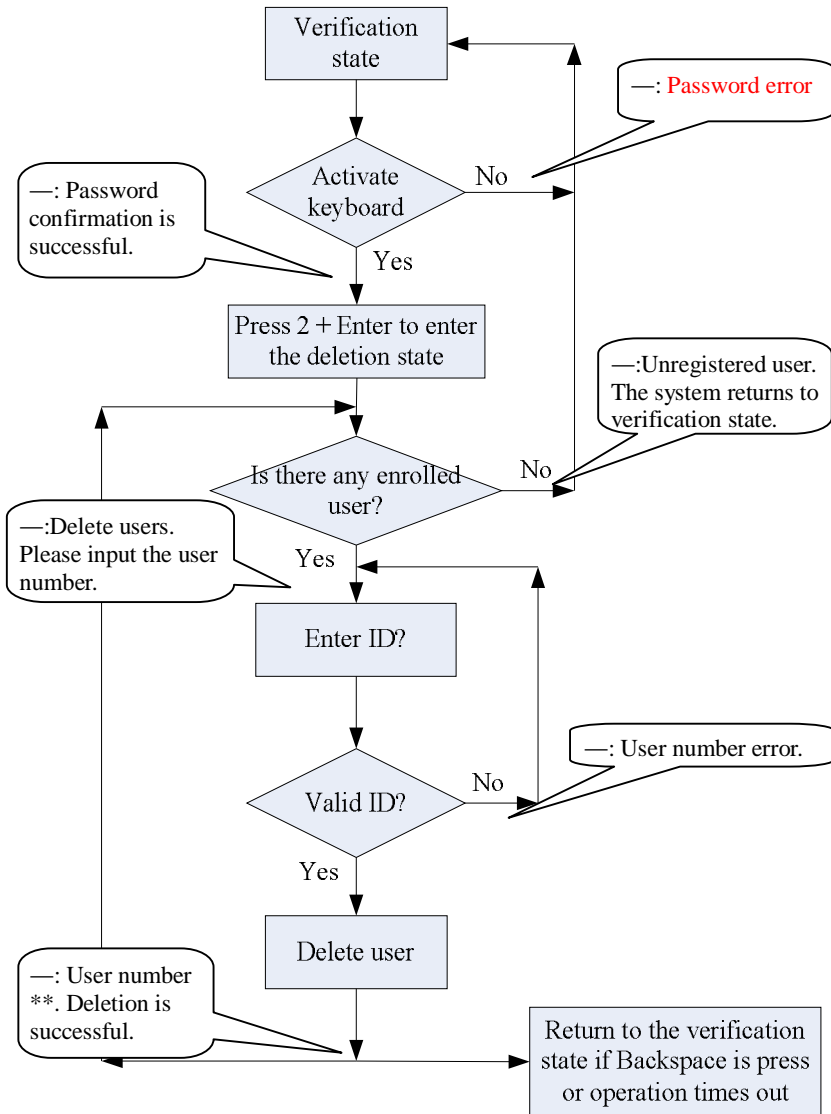 Verification
state
—: Password error
Activate
keyboard
No
—: Password
confirmation is
successful.
Yes
Press 2 + Enter to enter
the deletion state
—:Unregistered user.
The system returns to
verification state.
Is there any enrolled
user?
No
—:Delete users.
Please input the user
number.
Yes
Enter ID?
—: User number error.
Valid ID?
No
Yes
Delete user
—: User number
**. Deletion is
successful.
Return to the verification
state if Backspace is press
or operation times out